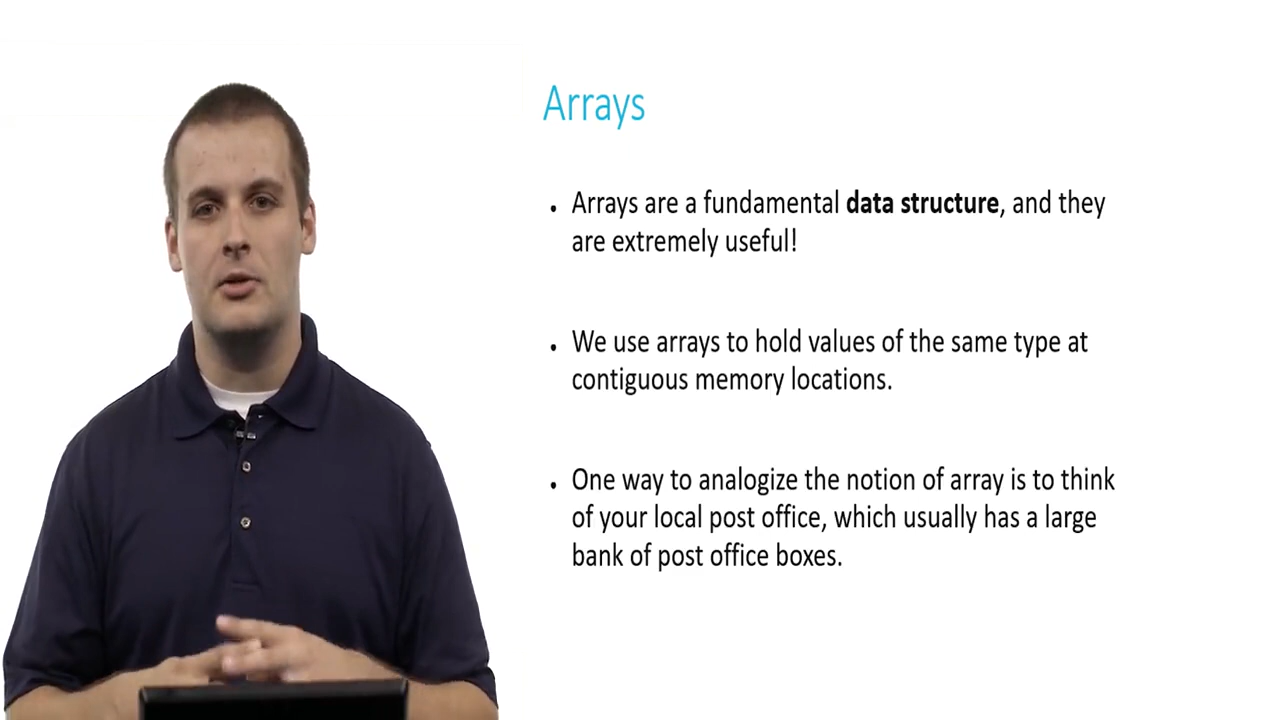 Arrays
• Arrays are a fundamental data structure, and they
are extremely useful!
• We use arrays to hold values of the same type at
contiguous memory locations.
• One way to analogize the notion of array is to think
of your local post office, which usually has a large
bank of post office boxes.